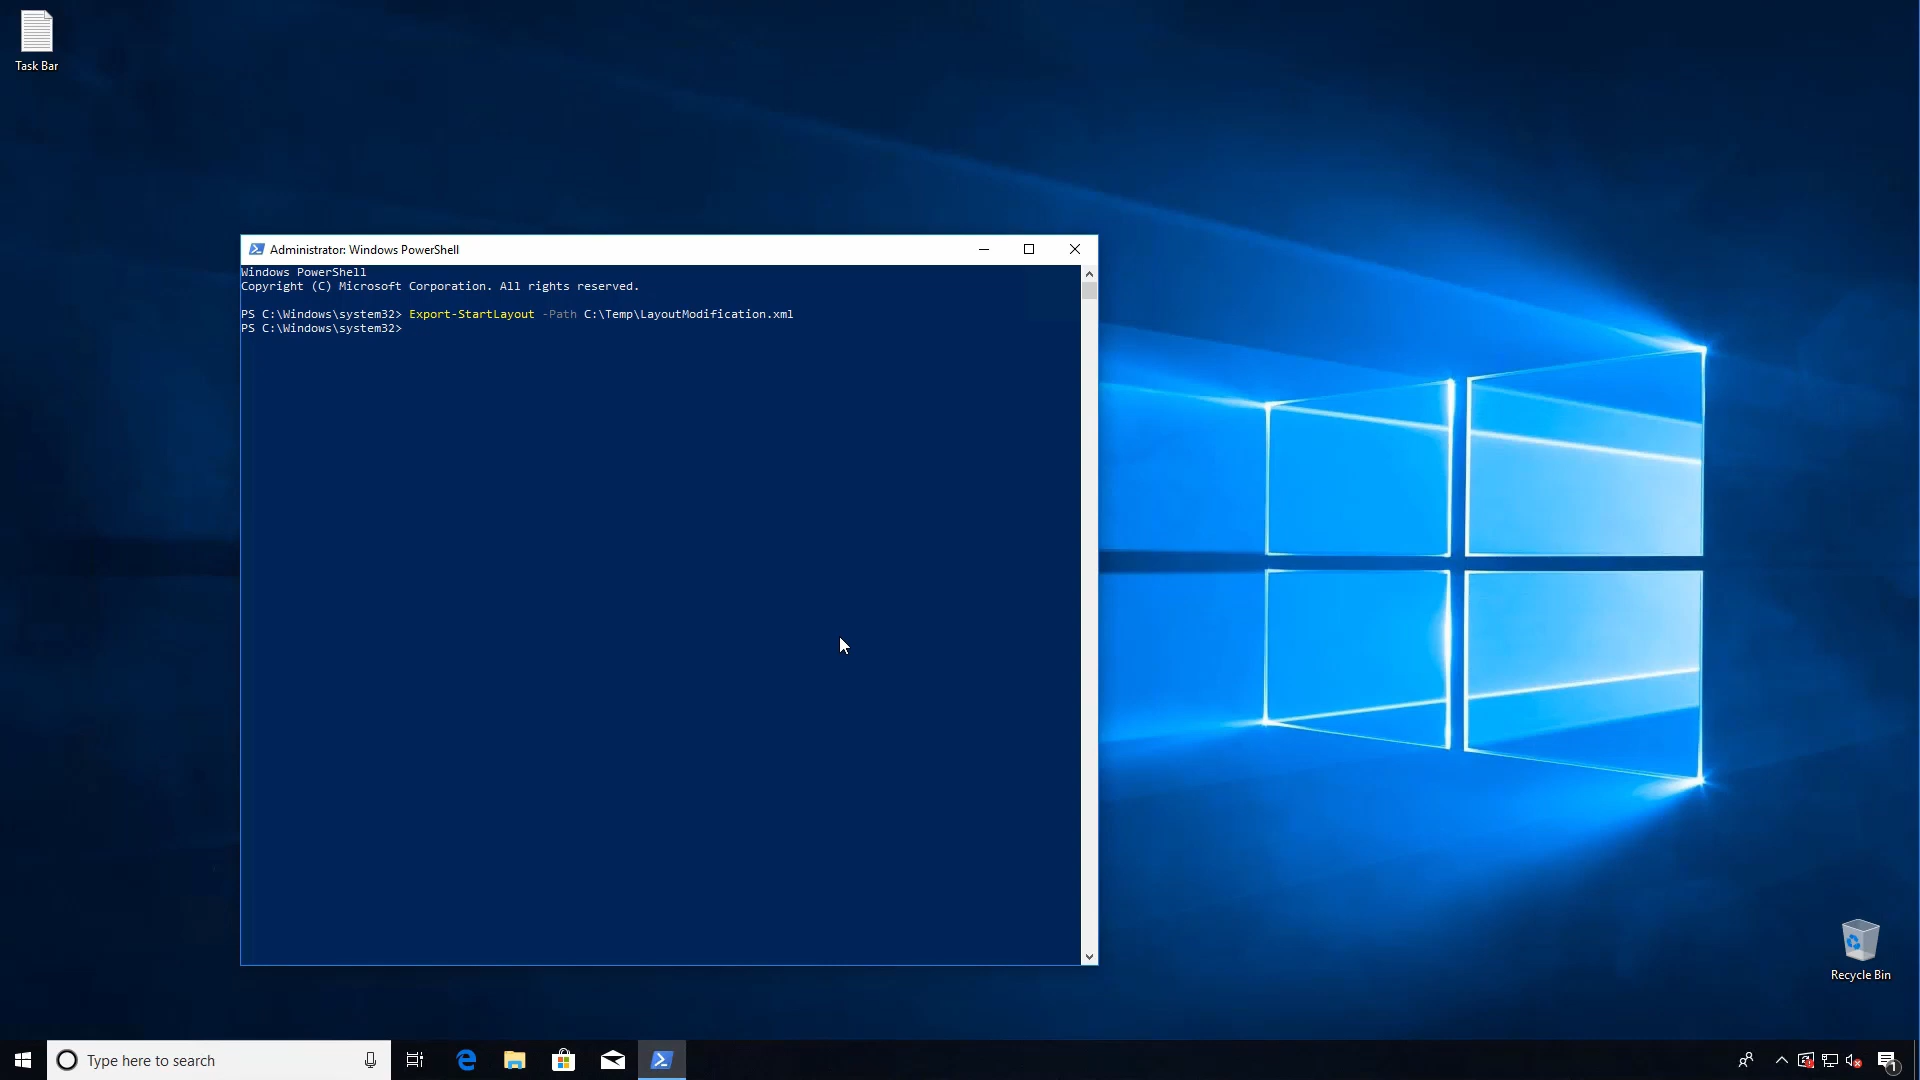 Task Bar
Administrator: Windows PowerShell
Windows PowerShell
Copyright (C) Microsoft Corporation. All rights reserved.
PS C:\Windows\system32> Export-StartLayout -Path C:\Temp\LayoutModification.xml
PS C:\Windows\system32>
Recycle Bin
Type here to search
1